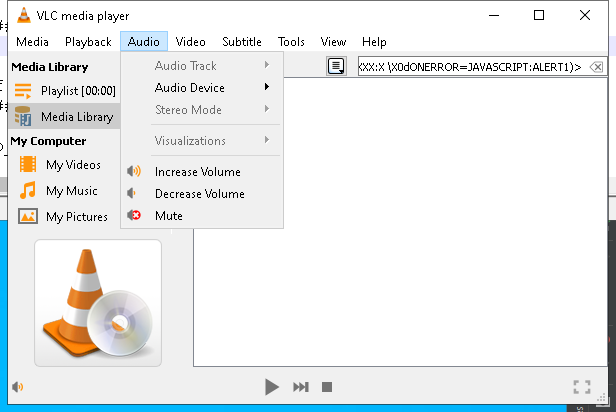 VLC media player
Media Playback Audio Video Subtitle Tools View Help
Media Library
Playlist [00:00]
Media Library
My Computer
My Videos
My Music
My Pictures
Audio Track
Audio Device
Stereo Mode
Visualizations
Increase Volume
Decrease Volume
Mute
XX:X \X0dONERROR=JAVASCRIPT:ALERT1)>